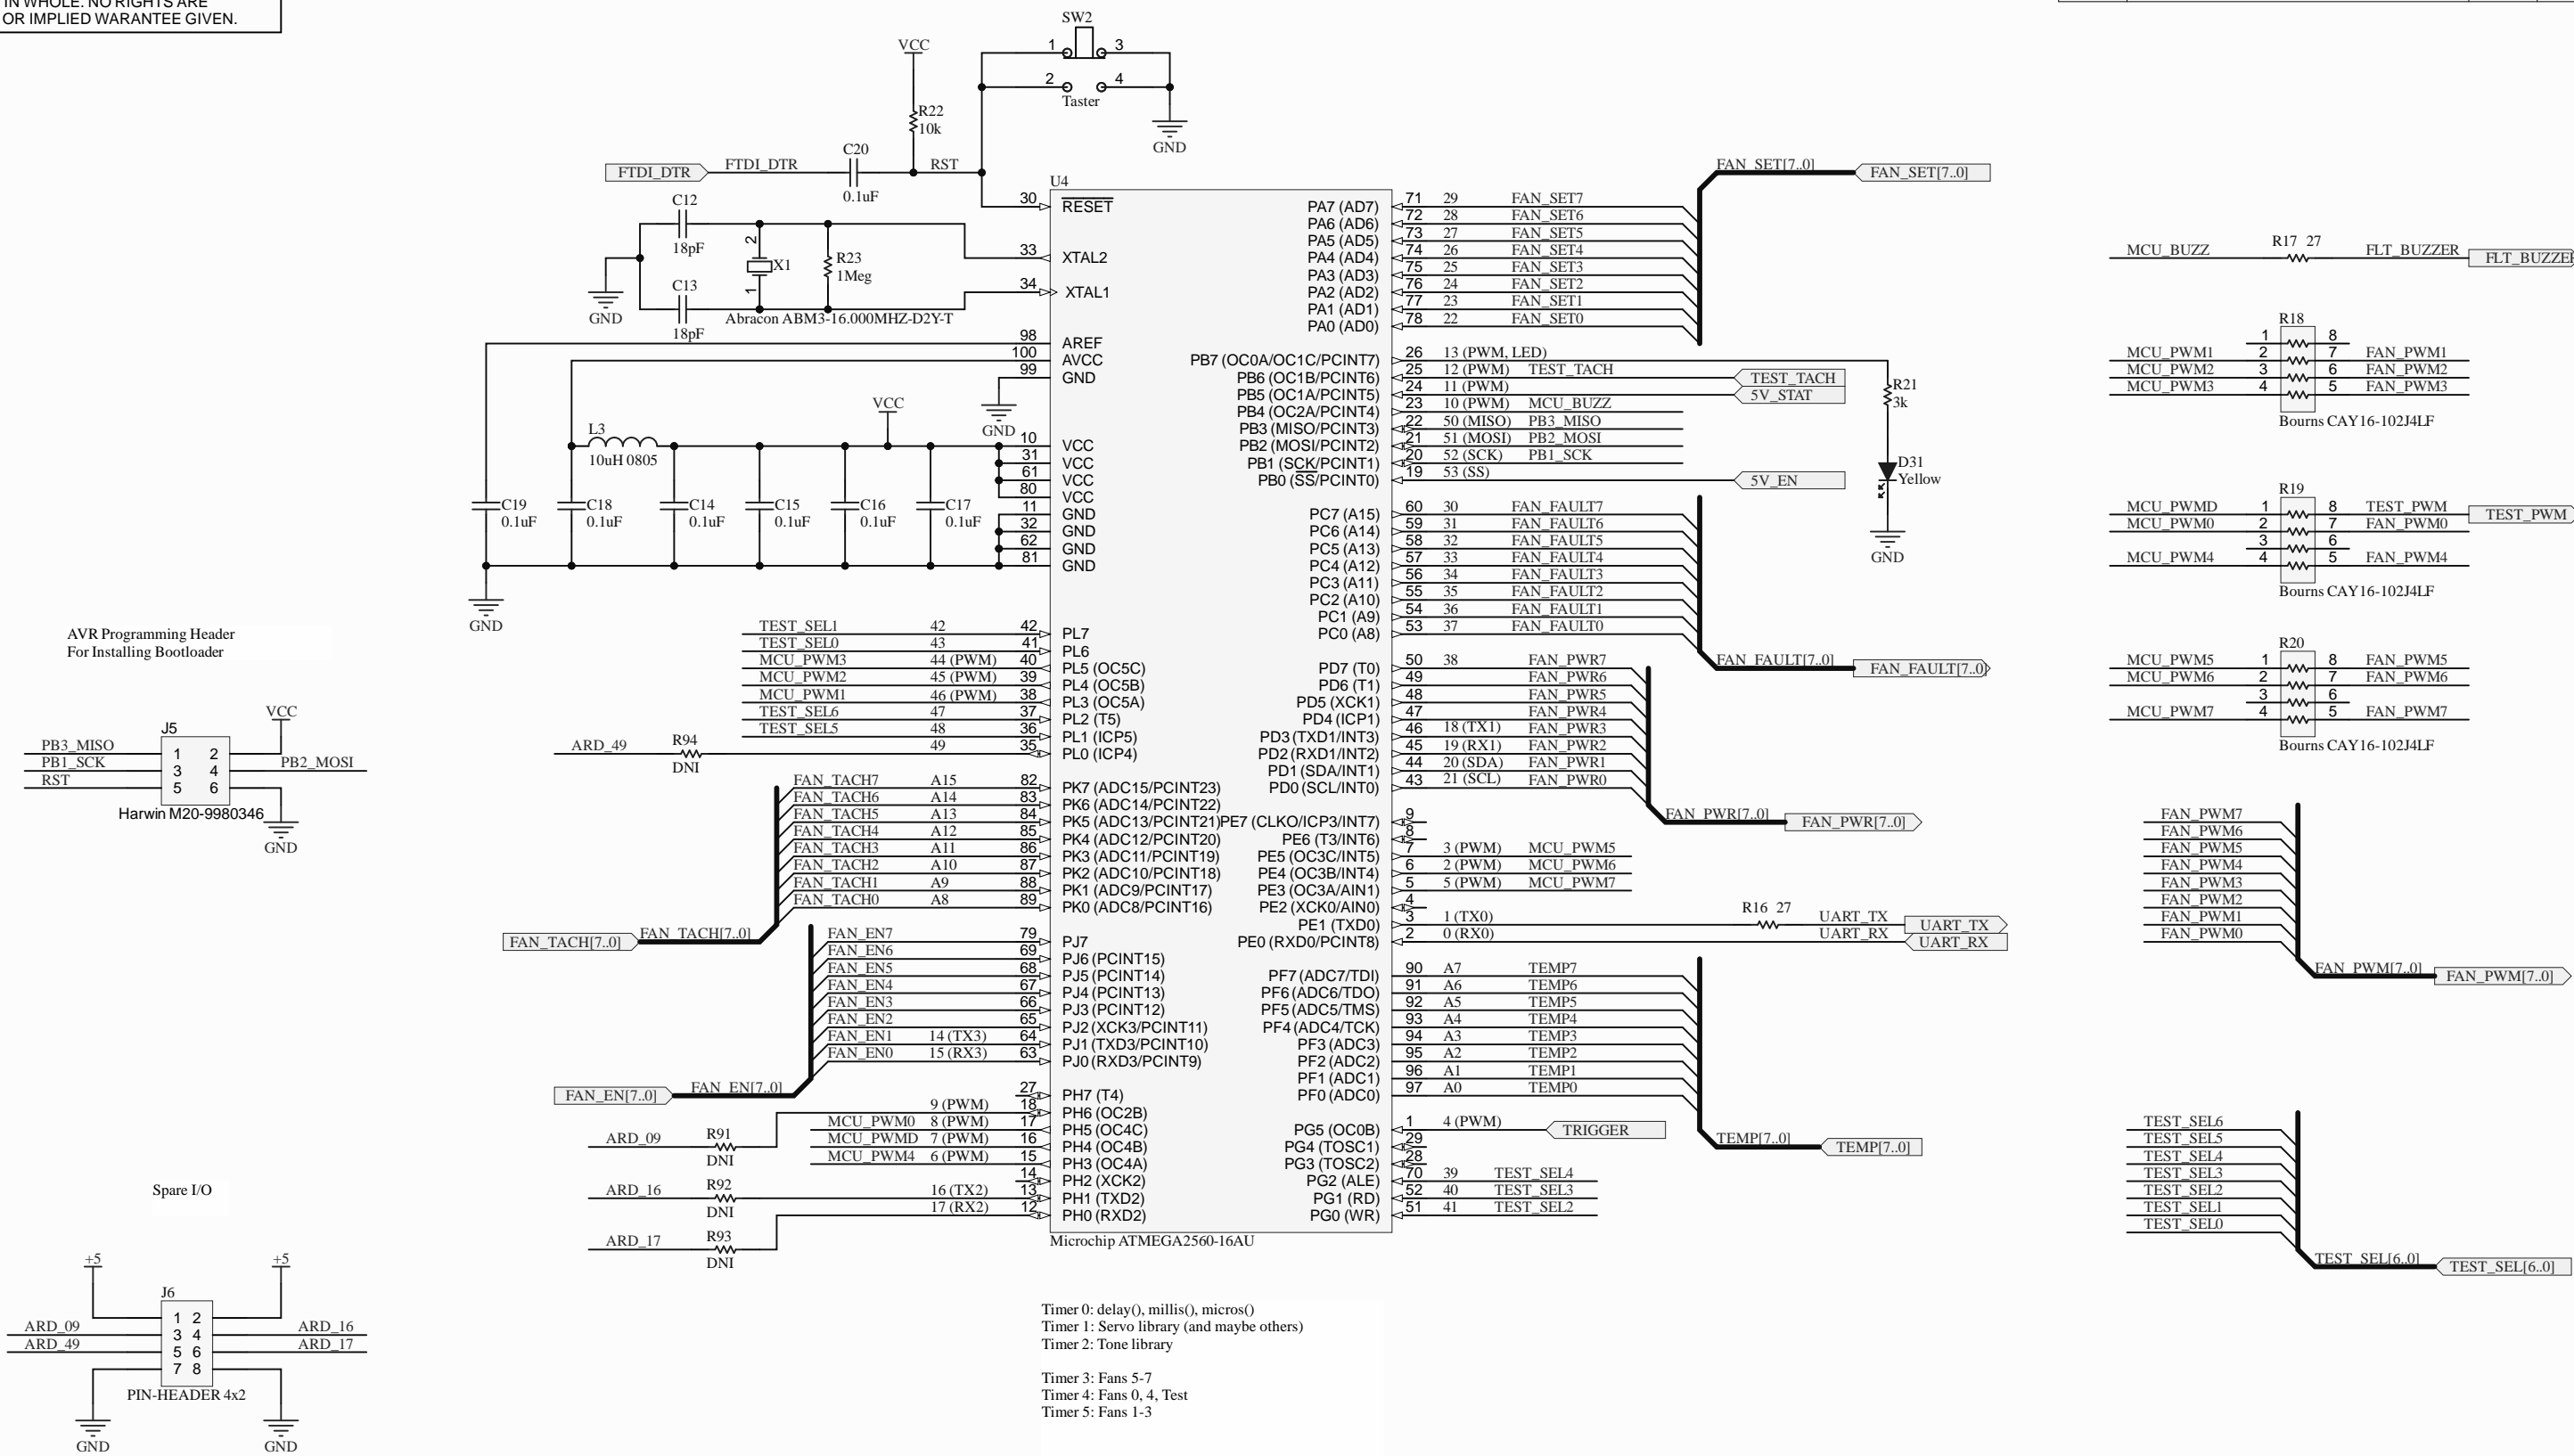 IN WHOLE. NO RIGHTS ARE
OR IMPLIED WARANTEE GIVEN.
SW2
1 3
2 4
Taster
GND
VCC
R22
10k
C20
0.1uF
FTDI_DTR FTDI_DTR RST
C12
18pF
C13
18pF
2
X1
1
R23
1Meg
GND
Abracon ABM3-16.000MHZ-D2Y-T
U4
30 RESET
33 XTAL2
34 XTAL1
98 AREF
100 AVCC
99 GND
GND
VCC
L3
10uH 0805
10 VCC
31 VCC
61 VCC
80 VCC
11 GND
32 GND
62 GND
81 GND
C19
0.1uF
C18
0.1uF
C14
0.1uF
C15
0.1uF
C16
0.1uF
C17
0.1uF
GND
TEST_SEL1 42 42 PL7
TEST_SEL0 43 41 PL6
MCU_PWM3 44 (PWM) 40 PL5 (OC5C)
MCU_PWM2 45 (PWM) 39 PL4 (OC5B)
MCU_PWM1 46 (PWM) 38 PL3 (OC5A)
TEST_SEL6 47 37 PL2 (T5)
TEST_SEL5 48 36 PL1 (ICP5)
ARD_49 R94 49 35 PL0 (ICP4)
DNI
FAN_TACH7 A15 82 PK7 (ADC15/PCINT23)
FAN_TACH6 A14 83 PK6 (ADC14/PCINT22)
FAN_TACH5 A13 84 PK5 (ADC13/PCINT21)
FAN_TACH4 A12 85 PK4 (ADC12/PCINT20)
FAN_TACH3 A11 86 PK3 (ADC11/PCINT19)
FAN_TACH2 A10 87 PK2 (ADC10/PCINT18)
FAN_TACH1 A9 88 PK1 (ADC9/PCINT17)
FAN_TACH0 A8 89 PK0 (ADC8/PCINT16)
FAN_TACH[7..0] FAN_TACH[7..0]
FAN_EN7 79 PJ7
FAN_EN6 69 PJ6 (PCINT15)
FAN_EN5 68 PJ5 (PCINT14)
FAN_EN4 67 PJ4 (PCINT13)
FAN_EN3 66 PJ3 (PCINT12)
FAN_EN2 65 PJ2 (XCK3/PCINT11)
FAN_EN1 14 (TX3) 64 PJ1 (TXD3/PCINT10)
FAN_EN0 15 (RX3) 63 PJ0 (RXD3/PCINT9)
FAN_EN[7..0] FAN_EN[7..0]
27 PH7 (T4)
9 (PWM) 18 PH6 (OC2B)
MCU_PWM0 8 (PWM) 17 PH5 (OC4C)
MCU_PWMD 7 (PWM) 16 PH4 (OC4B)
MCU_PWM4 6 (PWM) 15 PH3 (OC4A)
14 PH2 (XCK2)
16 (TX2) 13 PH1 (TXD2)
17 (RX2) 12 PH0 (RXD2)
ARD_09 R91
DNI
ARD_16 R92
DNI
ARD_17 R93
DNI
Microchip ATMEGA2560-16AU
PA7 (AD7) 71 29 FAN_SET7
PA6 (AD6) 72 28 FAN_SET6
PA5 (AD5) 73 27 FAN_SET5
PA4 (AD4) 74 26 FAN_SET4
PA3 (AD3) 75 25 FAN_SET3
PA2 (AD2) 76 24 FAN_SET2
PA1 (AD1) 77 23 FAN_SET1
PA0 (AD0) 78 22 FAN_SET0
FAN_SET[7..0] FAN_SET[7..0]
PB7 (OC0A/OC1C/PCINT7) 26 13 (PWM, LED)
PB6 (OC1B/PCINT6) 25 12 (PWM) TEST_TACH TEST_TACH
PB5 (OC1A/PCINT5) 24 11 (PWM) 5V_STAT
PB4 (OC2A/PCINT4) 23 10 (PWM) MCU_BUZZ
PB3 (MISO/PCINT3) 22 50 (MISO) PB3_MISO
PB2 (MOSI/PCINT2) 21 51 (MOSI) PB2_MOSI
PB1 (SCK/PCINT1) 20 52 (SCK) PB1_SCK
PB0 (SS/PCINT0) 19 53 (SS) 5V_EN
R21
3k
D31
Yellow
GND
PC7 (A15) 60 30 FAN_FAULT7
PC6 (A14) 59 31 FAN_FAULT6
PC5 (A13) 58 32 FAN_FAULT5
PC4 (A12) 57 33 FAN_FAULT4
PC3 (A11) 56 34 FAN_FAULT3
PC2 (A10) 55 35 FAN_FAULT2
PC1 (A9) 54 36 FAN_FAULT1
PC0 (A8) 53 37 FAN_FAULT0
FAN_FAULT[7..0] FAN_FAULT[7..0]
PD7 (T0) 50 38 FAN_PWR7
PD6 (T1) 49 FAN_PWR6
PD5 (XCK1) 48 FAN_PWR5
PD4 (ICP1) 47 FAN_PWR4
PD3 (TXD1/INT3) 46 18 (TX1) FAN_PWR3
PD2 (RXD1/INT2) 45 19 (RX1) FAN_PWR2
PD1 (SDA/INT1) 44 20 (SDA) FAN_PWR1
PD0 (SCL/INT0) 43 21 (SCL) FAN_PWR0
FAN_PWR[7..0] FAN_PWR[7..0]
PE7 (CLKO/ICP3/INT7) 9
PE6 (T3/INT6) 8
PE5 (OC3C/INT5) 7 3 (PWM) MCU_PWM5
PE4 (OC3B/INT4) 6 2 (PWM) MCU_PWM6
PE3 (OC3A/AIN1) 5 5 (PWM) MCU_PWM7
PE2 (XCK0/AIN0) 4
PE1 (TXD0) 3 1 (TX0) R16 27 UART_TX UART_TX
PE0 (RXD0/PCINT8) 2 0 (RX0) UART_RX UART_RX
PF7 (ADC7/TDI) 90 A7 TEMP7
PF6 (ADC6/TDO) 91 A6 TEMP6
PF5 (ADC5/TMS) 92 A5 TEMP5
PF4 (ADC4/TCK) 93 A4 TEMP4
PF3 (ADC3) 94 A3 TEMP3
PF2 (ADC2) 95 A2 TEMP2
PF1 (ADC1) 96 A1 TEMP1
PF0 (ADC0) 97 A0 TEMP0
TEMP[7..0] TEMP[7..0]
PG5 (OC0B) 1 4 (PWM) TRIGGER
PG4 (TOSC1) 29
PG3 (TOSC2) 28
PG2 (ALE) 70 39 TEST_SEL4
PG1 (RD) 52 40 TEST_SEL3
PG0 (WR) 51 41 TEST_SEL2
MCU_BUZZ R17 27 FLT_BUZZER FLT_BUZZER
R18
1 8
MCU_PWM1 2 7 FAN_PWM1
MCU_PWM2 3 6 FAN_PWM2
MCU_PWM3 4 5 FAN_PWM3
Bourns CAY16-102J4LF
R19
MCU_PWMD 1 8 TEST_PWM TEST_PWM
MCU_PWM0 2 7 FAN_PWM0
3 6
MCU_PWM4 4 5 FAN_PWM4
Bourns CAY16-102J4LF
R20
MCU_PWM5 1 8 FAN_PWM5
MCU_PWM6 2 7 FAN_PWM6
3 6
MCU_PWM7 4 5 FAN_PWM7
Bourns CAY16-102J4LF
FAN_PWM7
FAN_PWM6
FAN_PWM5
FAN_PWM4
FAN_PWM3
FAN_PWM2
FAN_PWM1
FAN_PWM0
FAN_PWM[7..0] FAN_PWM[7..0]
TEST_SEL6
TEST_SEL5
TEST_SEL4
TEST_SEL3
TEST_SEL2
TEST_SEL1
TEST_SEL0
TEST_SEL[6..0] TEST_SEL[6..0]
AVR Programming Header
For Installing Bootloader
J5 VCC
PB3_MISO 1 2
PB1_SCK 3 4 PB2_MOSI
RST 5 6
Harwin M20-9980346
GND
Spare I/O
+5 +5
J6
1 2
ARD_09 3 4 ARD_16
ARD_49 5 6 ARD_17
7 8
PIN-HEADER 4x2
GND GND
Timer 0: delay(), millis(), micros()
Timer 1: Servo library (and maybe others)
Timer 2: Tone library
Timer 3: Fans 5-7
Timer 4: Fans 0, 4, Test
Timer 5: Fans 1-3